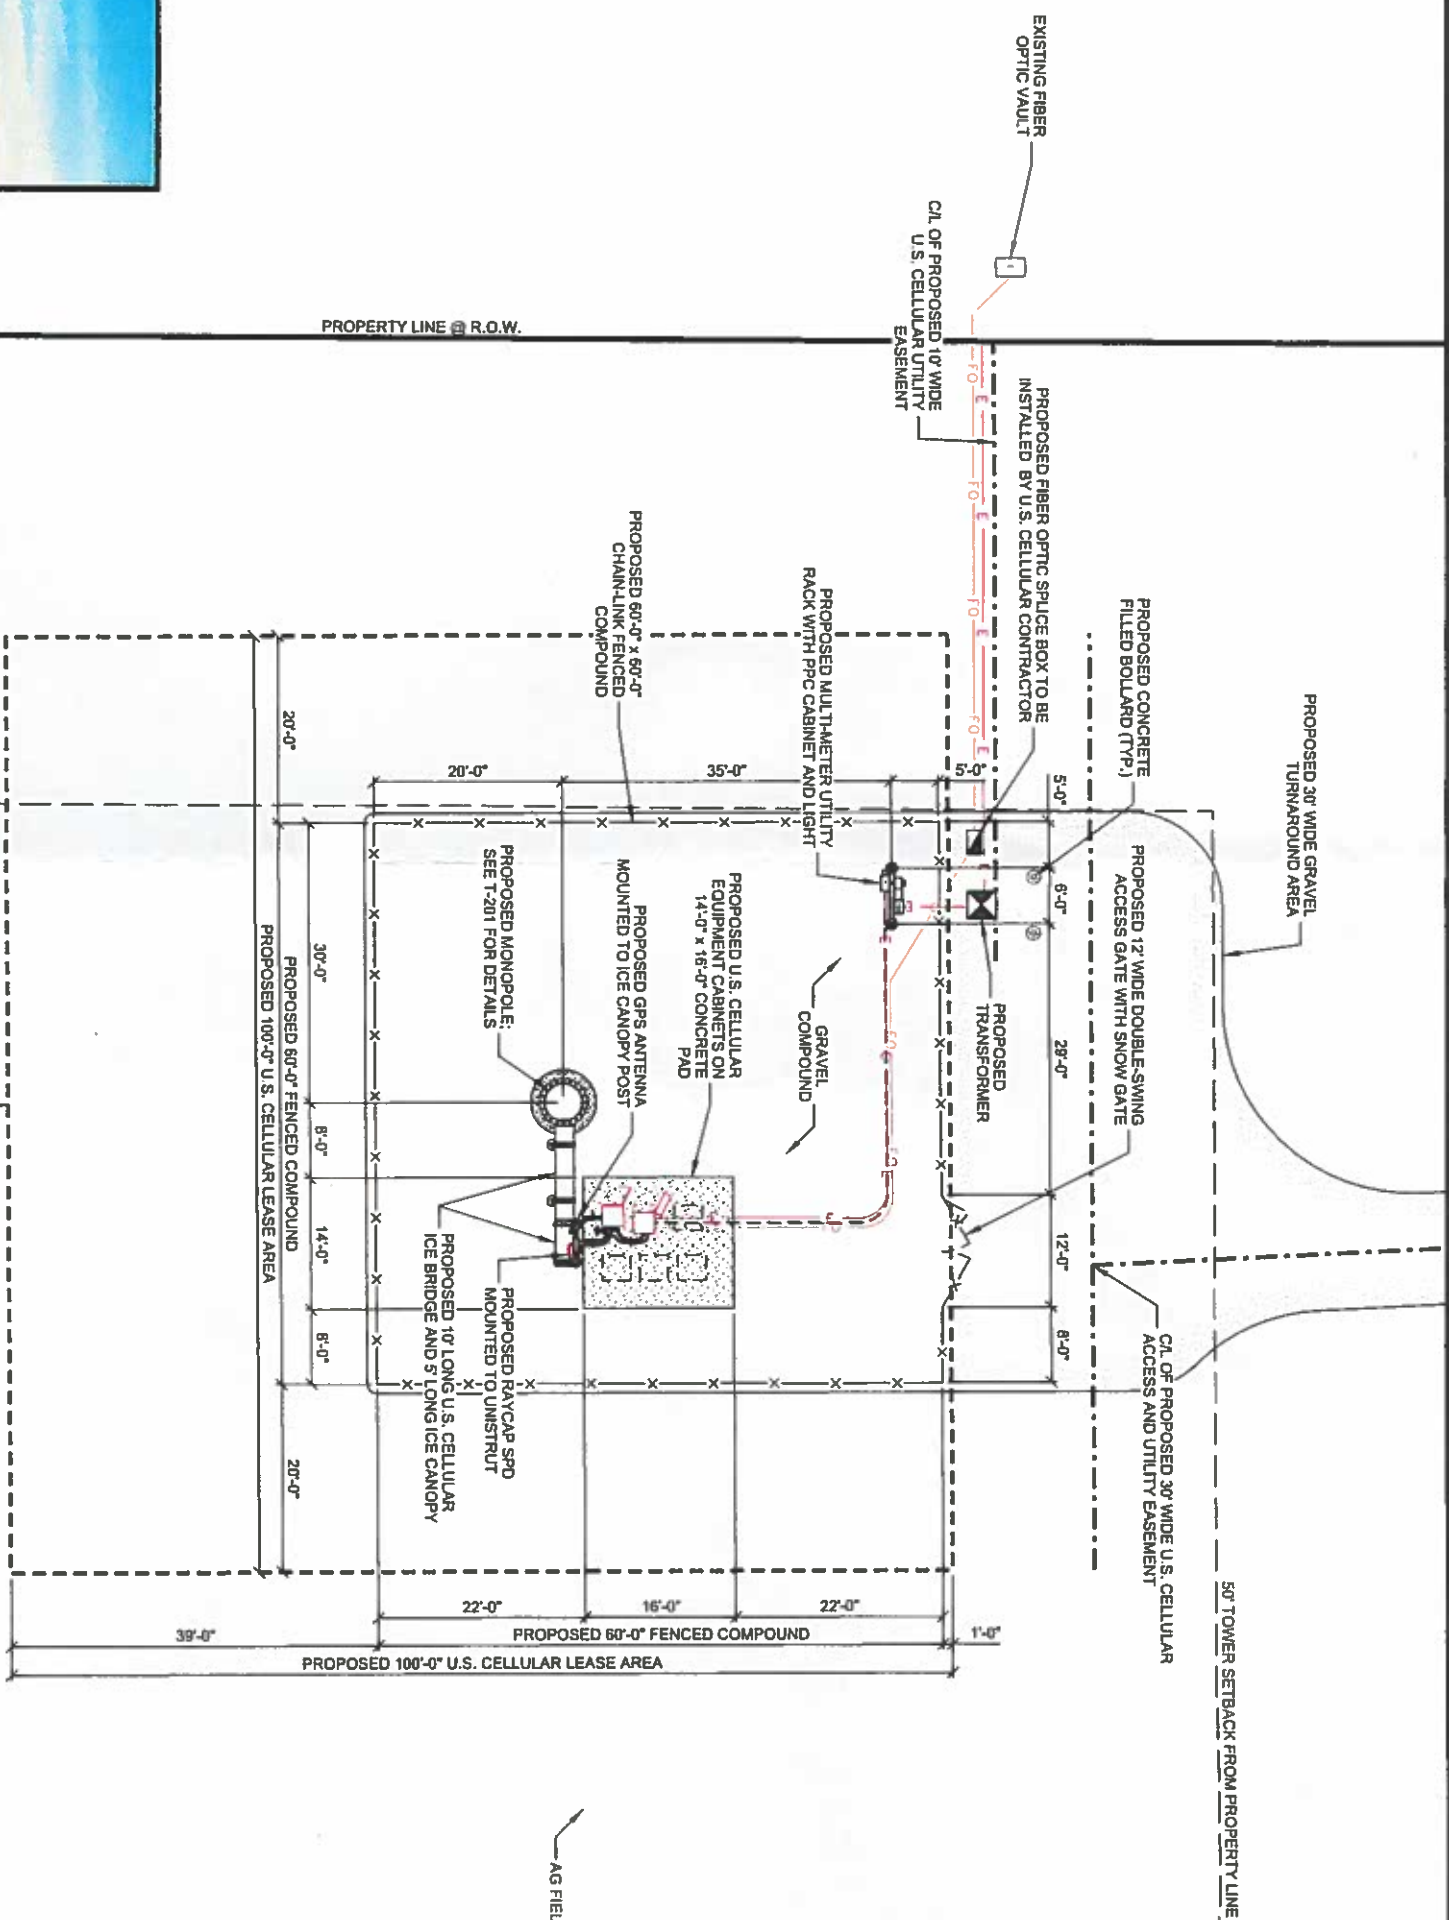 EXISTING FIBER
OPTIC VAULT
C/L OF PROPOSED 10' WIDE
U.S. CELLULAR UTILITY
EASEMENT
PROPERTY LINE @ R.O.W.
PROPOSED FIBER OPTIC SPLICE BOX TO BE
INSTALLED BY U.S. CELLULAR CONTRACTOR
PROPOSED CONCRETE
FILLED BOLLARD (TYP.)
PROPOSED 30' WIDE GRAVEL
TURNAROUND AREA
PROPOSED 12' WIDE DOUBLE-SWING
ACCESS GATE WITH SNOW GATE
PROPOSED MULTI-METER UTILITY
RACK WITH PPC CABINET AND LIGHT
PROPOSED 60'-0" x 60'-0"
CHAIN-LINK FENCED
COMPOUND
E
FO
E
FO
E
FO
E
FO
20'-0"
35'-0"
5'-0"
5'-0"
6'-0"
29'-0"
12'-0"
8'-0"
PROPOSED
TRANSFORMER
GRAVEL
COMPOUND
PROPOSED U.S. CELLULAR
EQUIPMENT CABINETS ON
14'-0" x 16'-0" CONCRETE
PAD
PROPOSED GPS ANTENNA
MOUNTED TO ICE CANOPY POST
PROPOSED MONOPOLE;
SEE T-201 FOR DETAILS
PROPOSED RAYCAP SPD
MOUNTED TO UNISTRUT
PROPOSED 10' LONG U.S. CELLULAR
ICE BRIDGE AND 5' LONG ICE CANOPY
C/L OF PROPOSED 30' WIDE U.S. CELLULAR
ACCESS AND UTILITY EASEMENT
50' TOWER SETBACK FROM PROPERTY LINE
30'-0"
8'-0"
14'-0"
8'-0"
20'-0"
PROPOSED 60'-0" FENCED COMPOUND
20'-0"
PROPOSED 100'-0" U.S. CELLULAR LEASE AREA
22'-0"
16'-0"
22'-0"
39'-0"
PROPOSED 60'-0" FENCED COMPOUND
1'-0"
PROPOSED 100'-0" U.S. CELLULAR LEASE AREA
AG FIEL